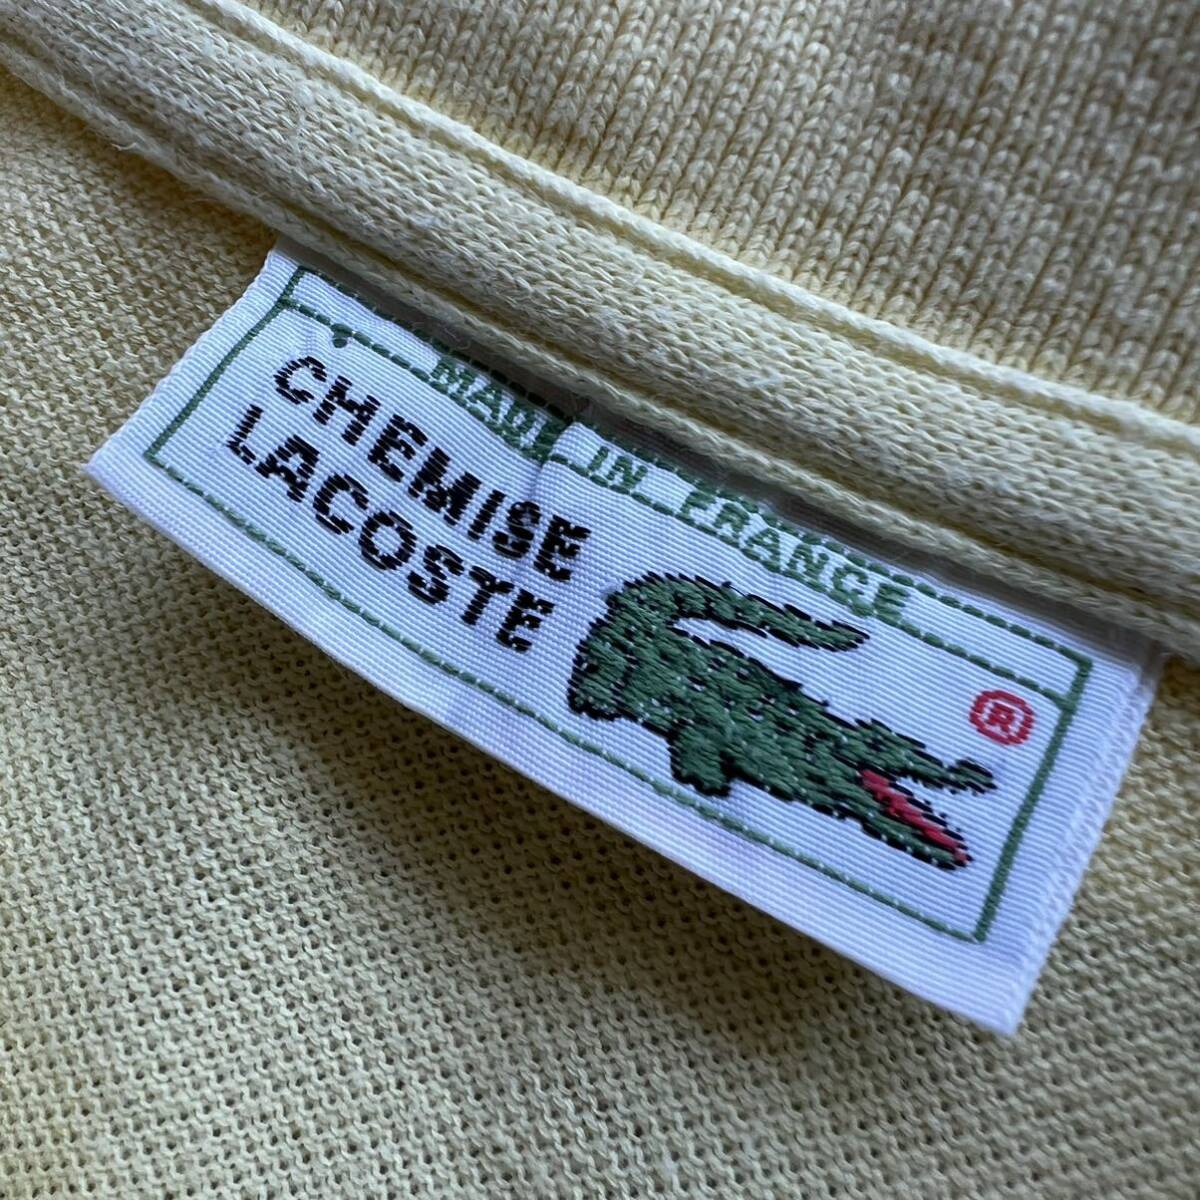 MADE IN FRANCE
CHEMISE
LACOSTE
®